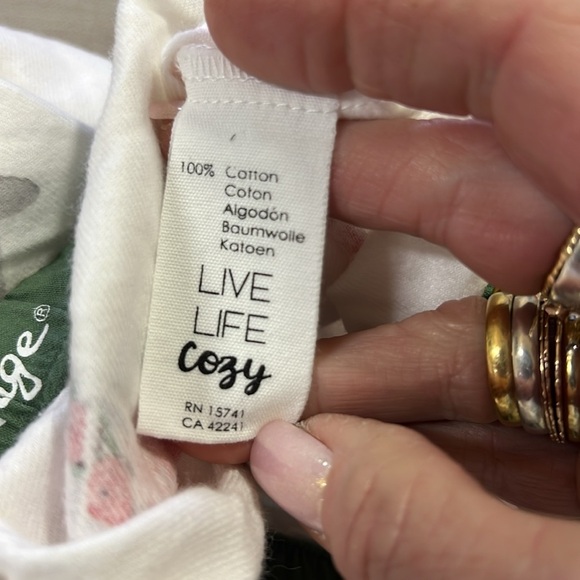 100% Cotton
Coton
Algodón
Baumwolle
Katoen
LIVE
LIFE
cozy
RN 15741
CA 42241